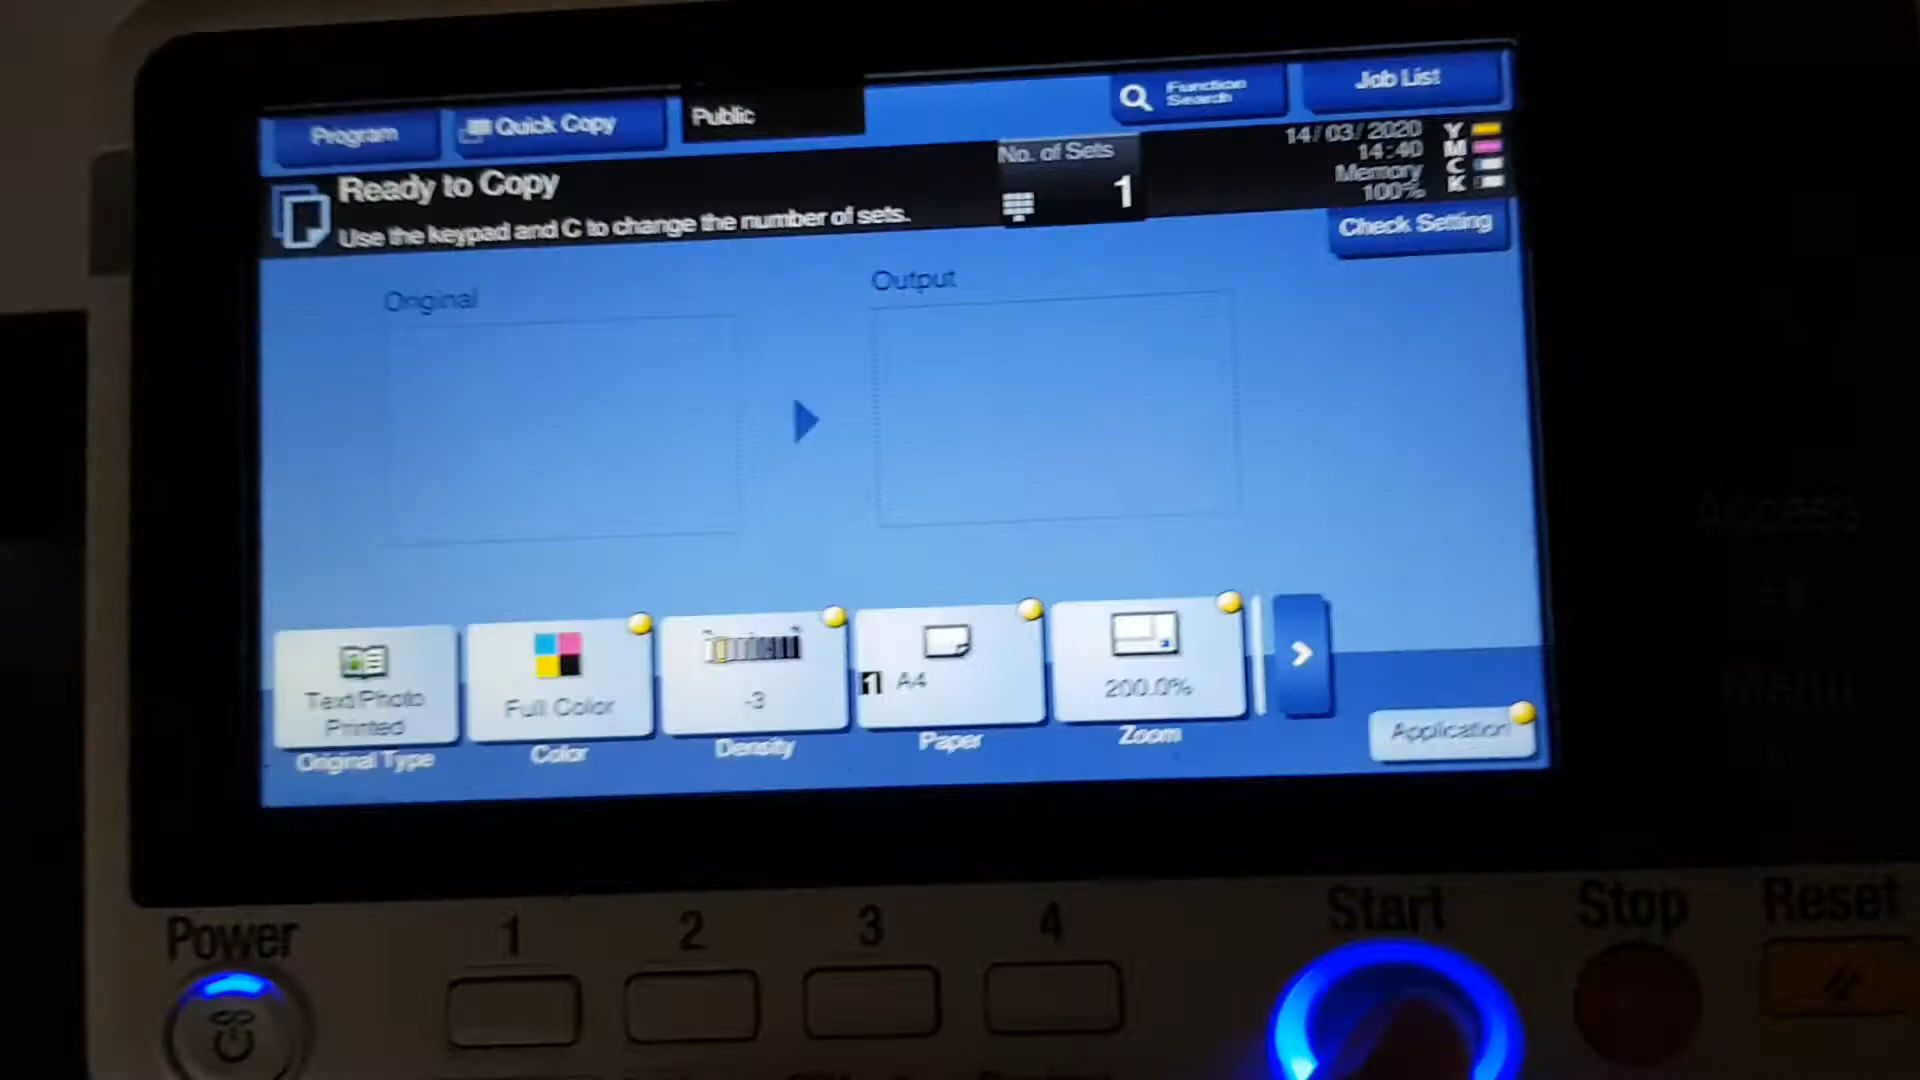 Program
Quick Copy
Public
Function
Search
Job List
Ready to Copy
Use the keypad and C to change the number of sets.
No. of Sets
1
14/03/2020
14:40
Memory
100%
Y
M
C
K
Check Setting
Original
Output
Text/Photo
Printed
Original Type
Full Color
Color
-3
Density
1 A4
Paper
200.0%
Zoom
Application
Access
Menu
Power
1
2
3
4
Start
Stop
Reset